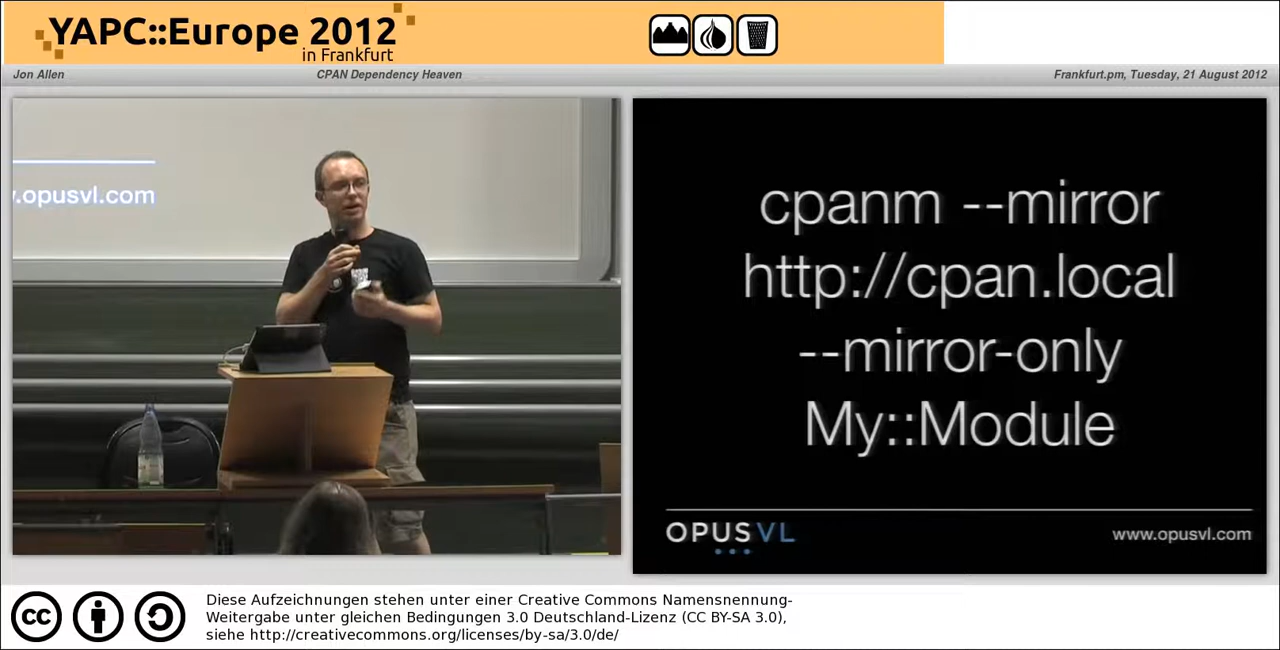 YAPC::Europe 2012
in Frankfurt
Jon Allen
CPAN Dependency Heaven
Frankfurt.pm, Tuesday, 21 August 2012
.opusvl.com
cpanm --mirror
http://cpan.local
--mirror-only
My::Module
OPUSVL
www.opusvl.com
cc
Diese Aufzeichnungen stehen unter einer Creative Commons Namensnennung-
Weitergabe unter gleichen Bedingungen 3.0 Deutschland-Lizenz (CC BY-SA 3.0),
siehe http://creativecommons.org/licenses/by-sa/3.0/de/